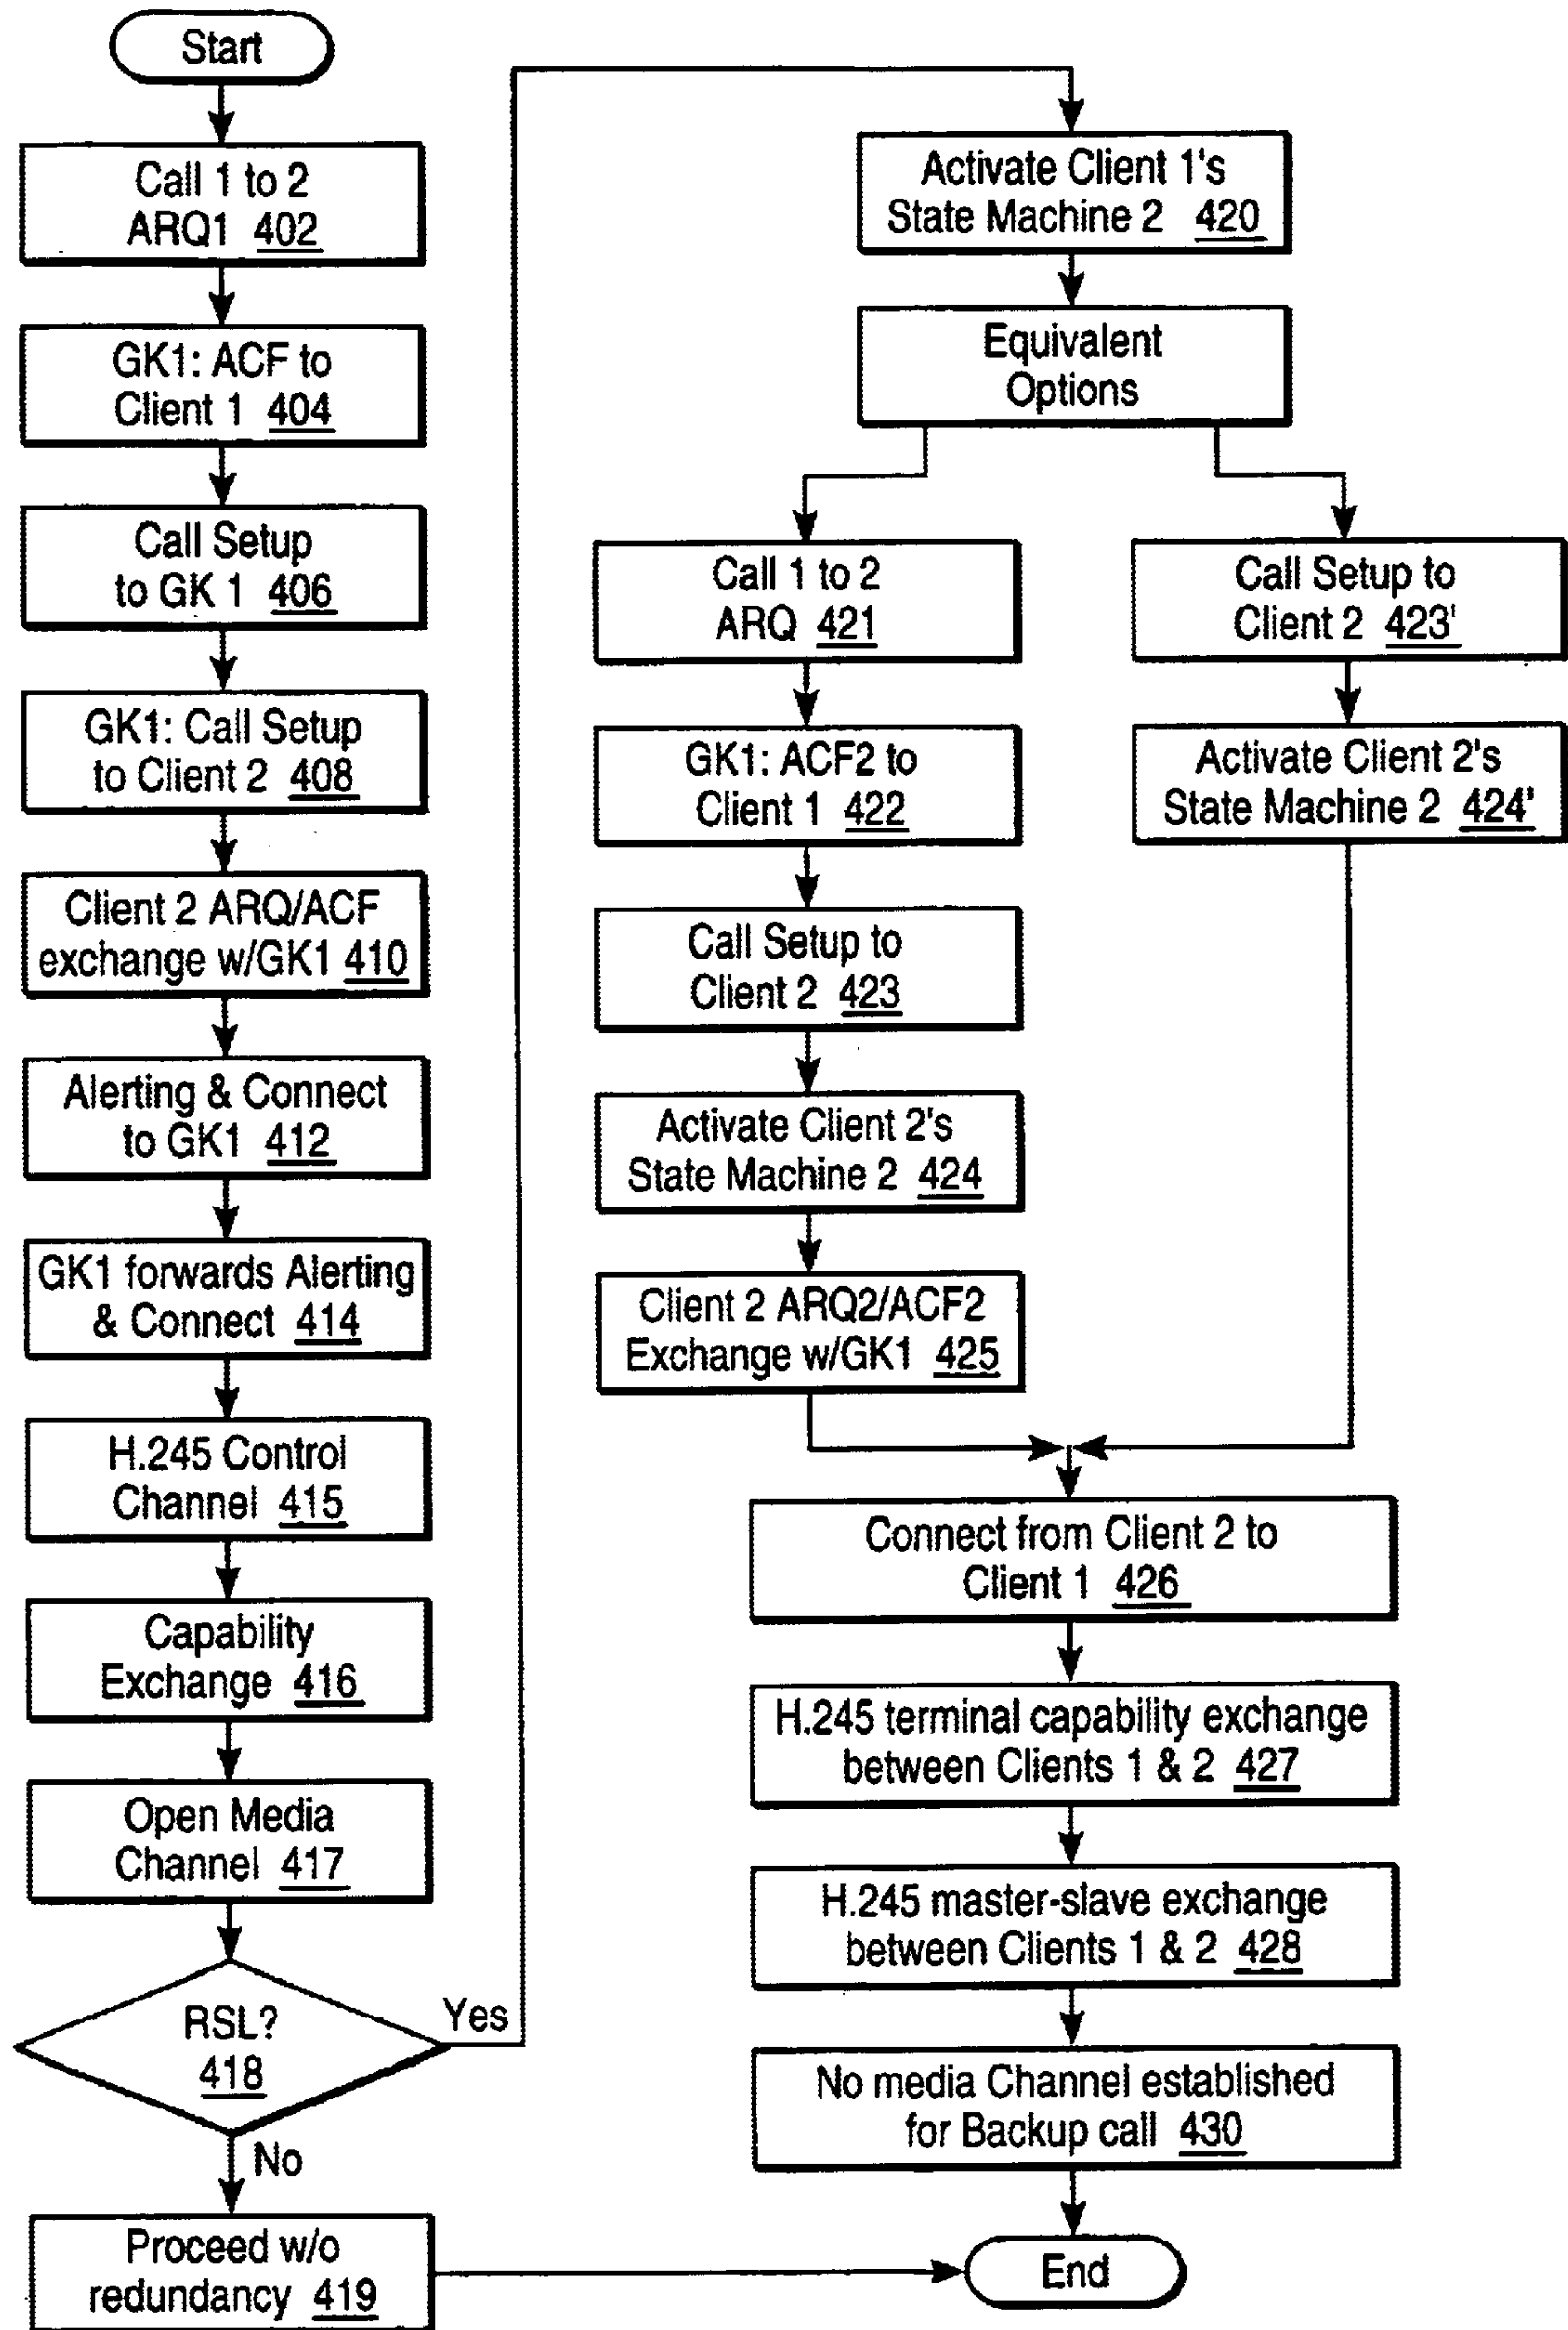 Start
Call 1 to 2
ARQ1 402
GK1: ACF to
Client 1 404
Call Setup
to GK 1 406
GK1: Call Setup
to Client 2 408
Client 2 ARQ/ACF
exchange w/GK1 410
Alerting & Connect
to GK1 412
GK1 forwards Alerting
& Connect 414
H.245 Control
Channel 415
Capability
Exchange 416
Open Media
Channel 417
RSL?
418
Yes
No
Proceed w/o
redundancy 419
Activate Client 1's
State Machine 2 420
Equivalent
Options
Call 1 to 2
ARQ 421
GK1: ACF2 to
Client 1 422
Call Setup to
Client 2 423
Activate Client 2's
State Machine 2 424
Client 2 ARQ2/ACF2
Exchange w/GK1 425
Call Setup to
Client 2 423'
Activate Client 2's
State Machine 2 424'
Connect from Client 2 to
Client 1 426
H.245 terminal capability exchange
between Clients 1 & 2 427
H.245 master-slave exchange
between Clients 1 & 2 428
No media Channel established
for Backup call 430
End